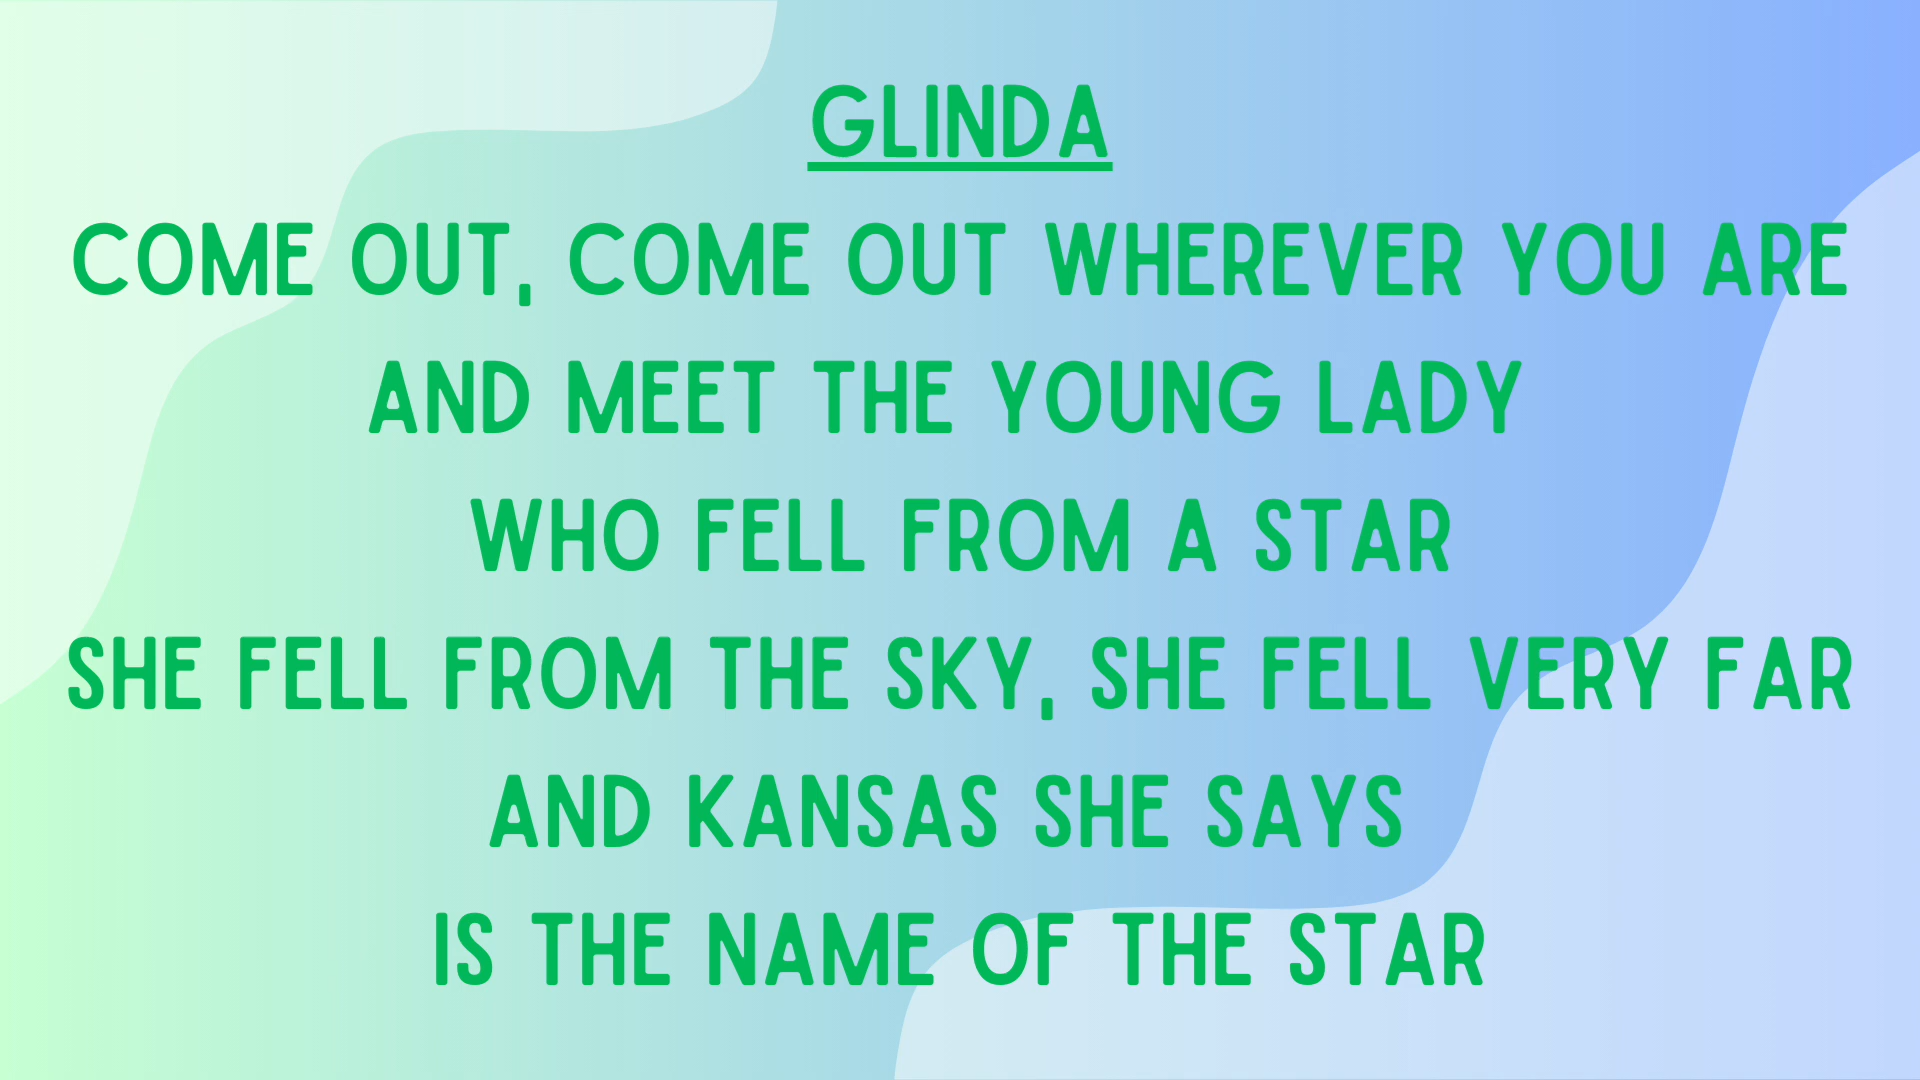 GLINDA
COME OUT, COME OUT WHEREVER YOU ARE
AND MEET THE YOUNG LADY
WHO FELL FROM A STAR
SHE FELL FROM THE SKY, SHE FELL VERY FAR
AND KANSAS SHE SAYS
IS THE NAME OF THE STAR